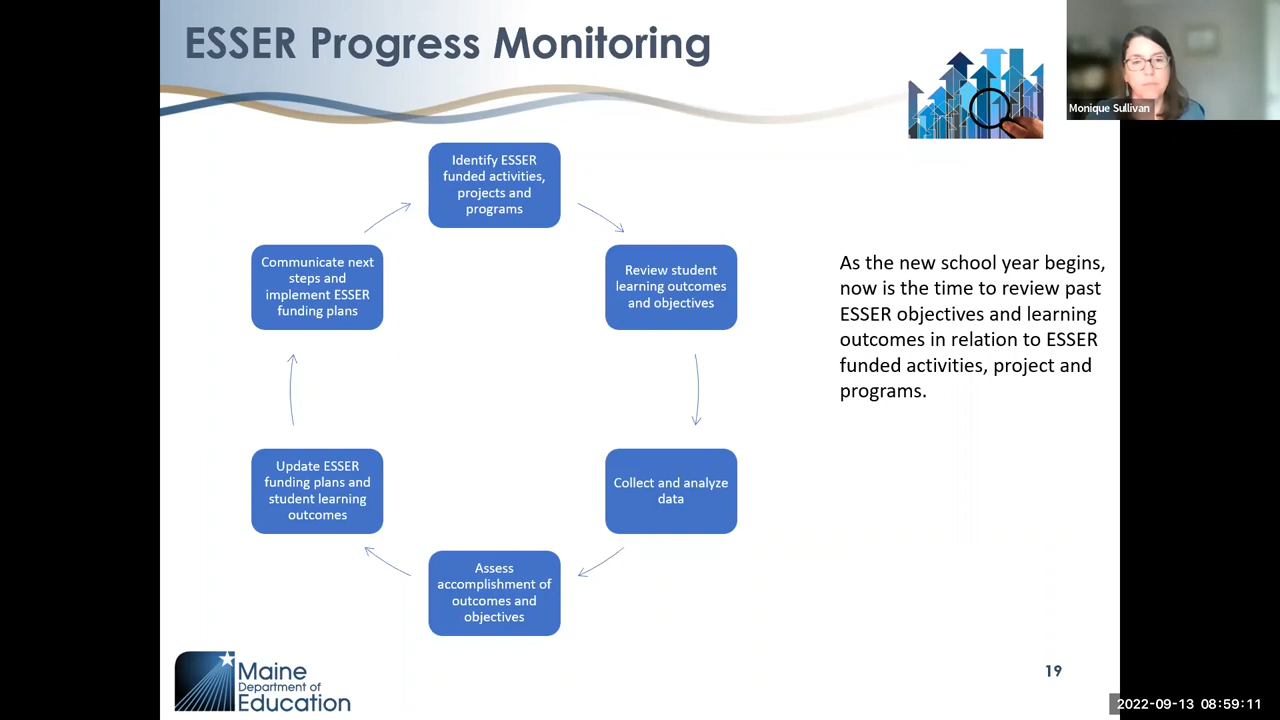 ESSER Progress Monitoring
Monique Sullivan
Identify ESSER
funded activities,
projects and
programs
Communicate next
steps and
implement ESSER
funding plans
Review student
learning outcomes
and objectives
As the new school year begins,
now is the time to review past
ESSER objectives and learning
outcomes in relation to ESSER
funded activities, project and
programs.
Update ESSER
funding plans and
student learning
outcomes
Collect and analyze
data
Assess
accomplishment of
outcomes and
objectives
Maine
Department of
Education
19
2022-09-13 08:59:11